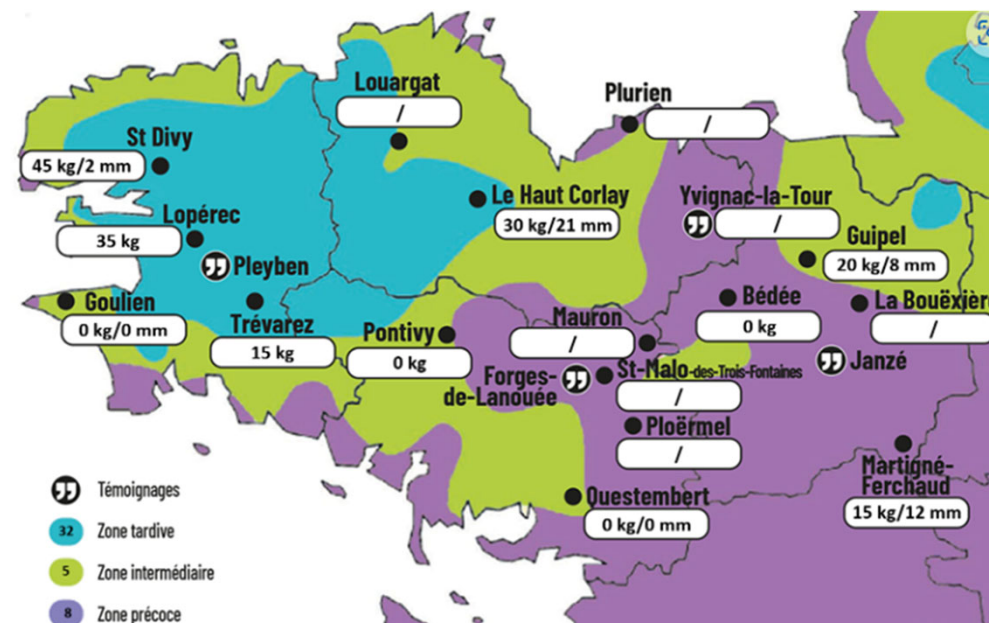 Louargat
/
Plurien
/
St Divy
45 kg/2 mm
Le Haut Corlay
30 kg/21 mm
Yvignac-la-Tour
/
Lopérec
35 kg
Guipel
20 kg/8 mm
Pleyben
Goulien
0 kg/0 mm
Trévarez
15 kg
Pontivy
0 kg
Mauron
/
Bédée
0 kg
La Bouëxière
/
Forges-
de-Lanouée
St-Malo-des-Trois-Fontaines
/
Janzé
Ploërmel
/
Martigné-
Ferchaud
15 kg/12 mm
Questembert
0 kg/0 mm
Témoignages
32 Zone tardive
5 Zone intermédiaire
8 Zone précoce